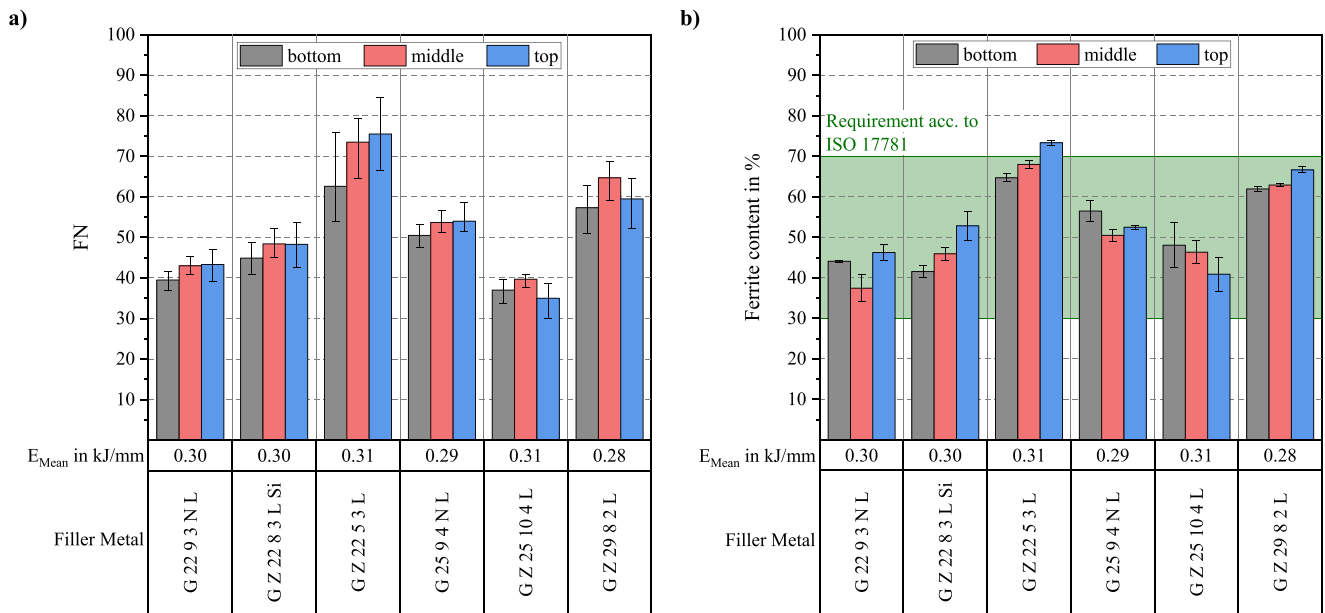 a)
100
90
80
70
60
50
40
30
20
10
FN
bottom middle top
E_Mean in kJ/mm 0.30 0.30 0.31 0.29 0.31 0.28
Filler Metal
G 22 9 3 N L
G Z 22 8 3 L Si
G Z 22 5 3 L
G 25 9 4 N L
G Z 25 10 4 L
G Z 29 8 2 L
b)
100
90
80
70
60
50
40
30
20
10
Ferrite content in %
bottom middle top
Requirement acc. to
ISO 17781
E_Mean in kJ/mm 0.30 0.30 0.31 0.29 0.31 0.28
Filler Metal
G 22 9 3 N L
G Z 22 8 3 L Si
G Z 22 5 3 L
G 25 9 4 N L
G Z 25 10 4 L
G Z 29 8 2 L